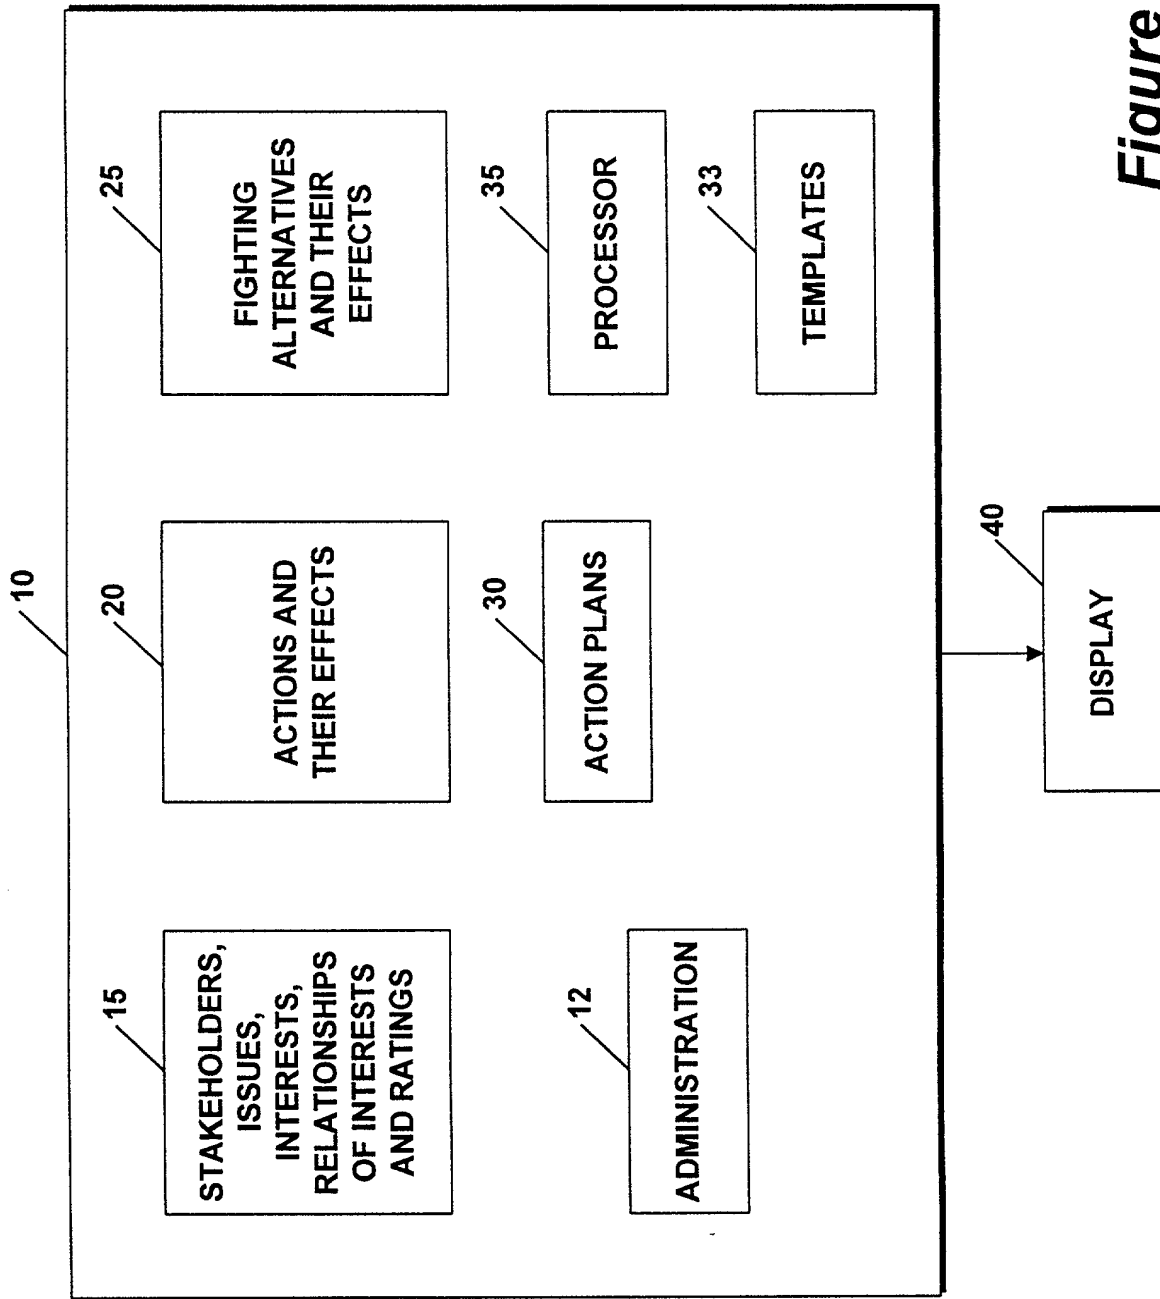 10
15
STAKEHOLDERS,
ISSUES,
INTERESTS,
RELATIONSHIPS
OF INTERESTS
AND RATINGS
20
ACTIONS AND
THEIR EFFECTS
25
FIGHTING
ALTERNATIVES
AND THEIR
EFFECTS
12
ADMINISTRATION
30
ACTION PLANS
35
PROCESSOR
33
TEMPLATES
40
DISPLAY
Figure